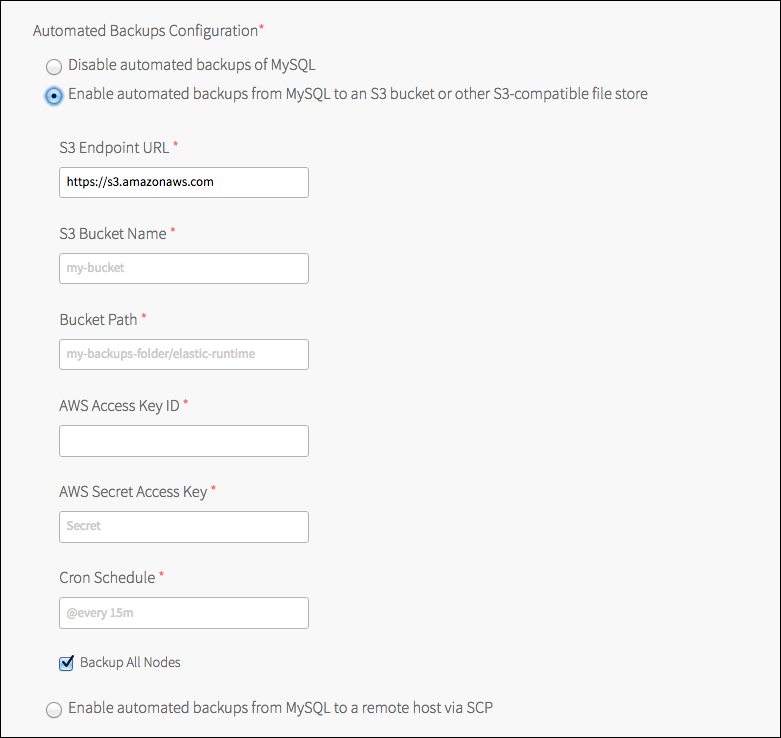 Automated Backups Configuration*
Disable automated backups of MySQL
Enable automated backups from MySQL to an S3 bucket or other S3-compatible file store
S3 Endpoint URL *
https://s3.amazonaws.com
S3 Bucket Name *
my-bucket
Bucket Path *
my-backups-folder/elastic-runtime
AWS Access Key ID *
AWS Secret Access Key *
Secret
Cron Schedule *
@every 15m
Backup All Nodes
Enable automated backups from MySQL to a remote host via SCP